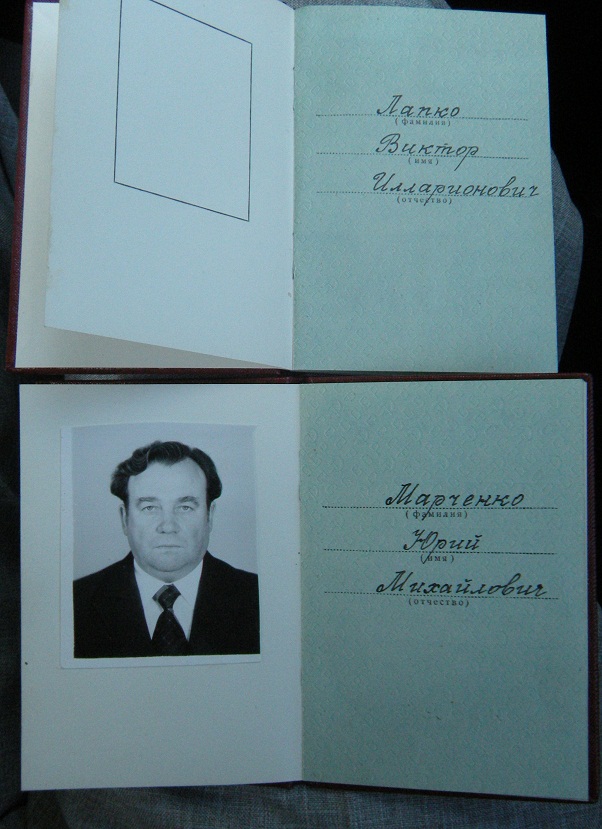 Лапко
(фамилия)
Виктор
(имя)
Илларионович
(отчество)
Марченко
(фамилия)
Юрий
(имя)
Михайлович
(отчество)